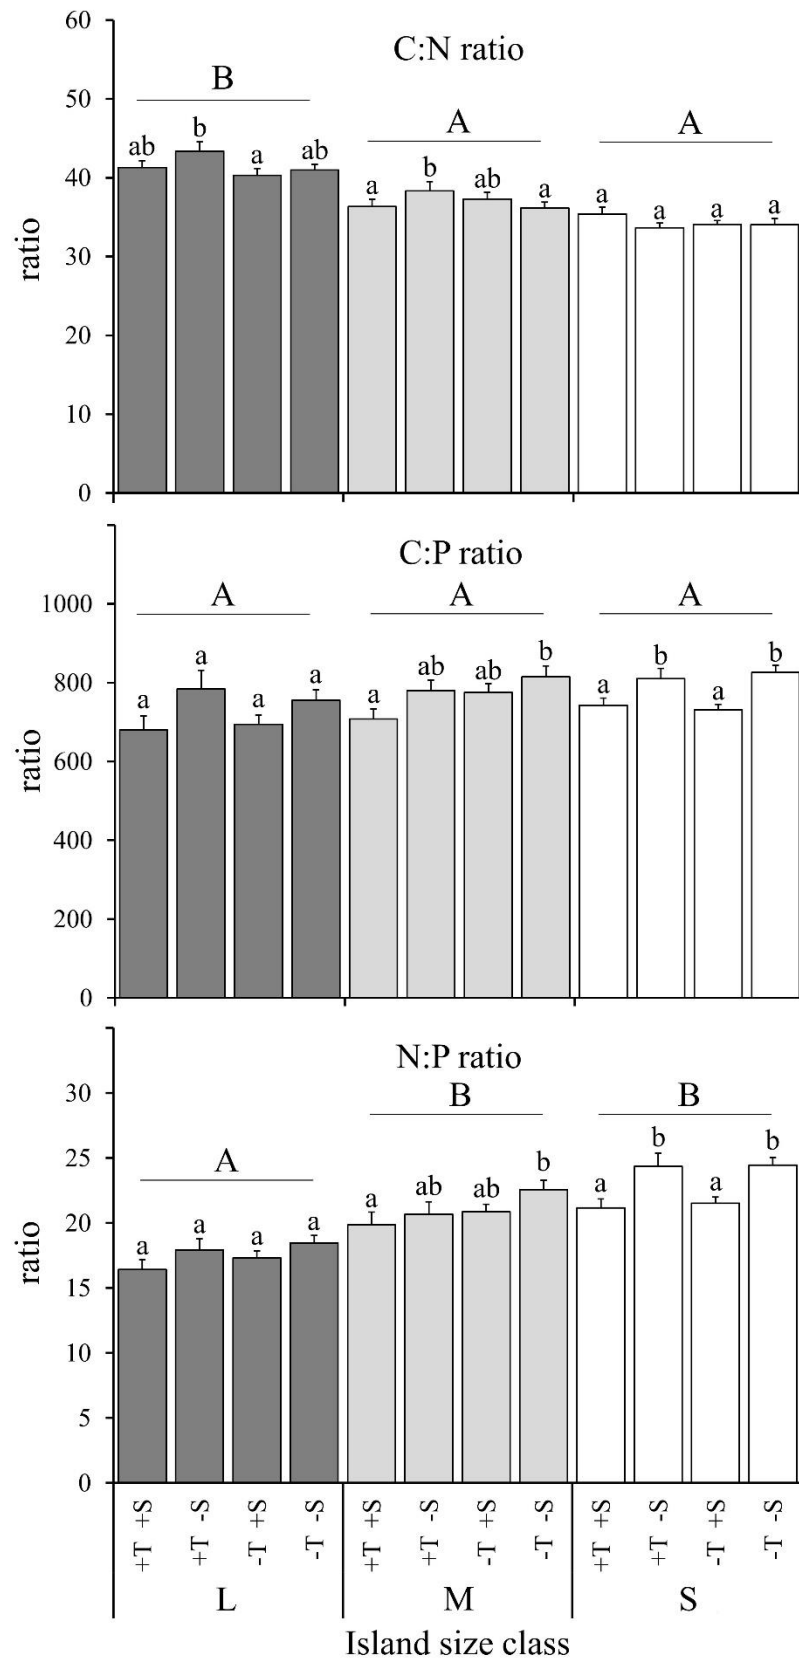 C:N ratio
60
50
40
30
20
10
0
ratio
B
A
A
ab
b
a
ab
a
b
ab
a
a
a
a
a
C:P ratio
1000
800
600
400
200
0
ratio
A
A
A
a
a
a
a
a
ab
ab
b
a
b
a
b
N:P ratio
30
25
20
15
10
5
0
ratio
A
B
B
a
a
a
a
a
ab
ab
b
a
b
a
b
+T +S
+T -S
-T +S
-T -S
+T +S
+T -S
-T +S
-T -S
+T +S
+T -S
-T +S
-T -S
L
M
S
Island size class